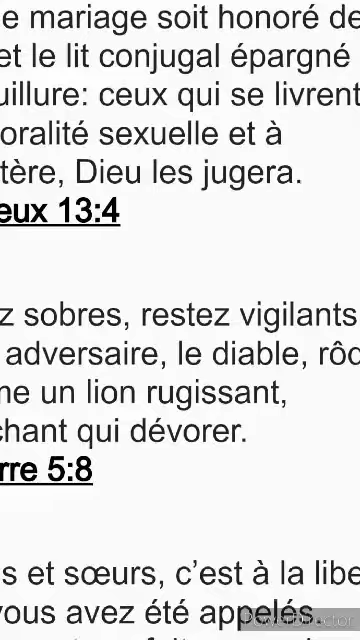 e mariage soit honoré de
et le lit conjugal épargné
uillure: ceux qui se livrent
oralité sexuelle et à
tère, Dieu les jugera.
eux 13:4
z sobres, restez vigilants
adversaire, le diable, rôd
me un lion rugissant,
chant qui dévorer.
rre 5:8
s et sœurs, c’est à la libe
vous avez été appelés.
PowerDirector